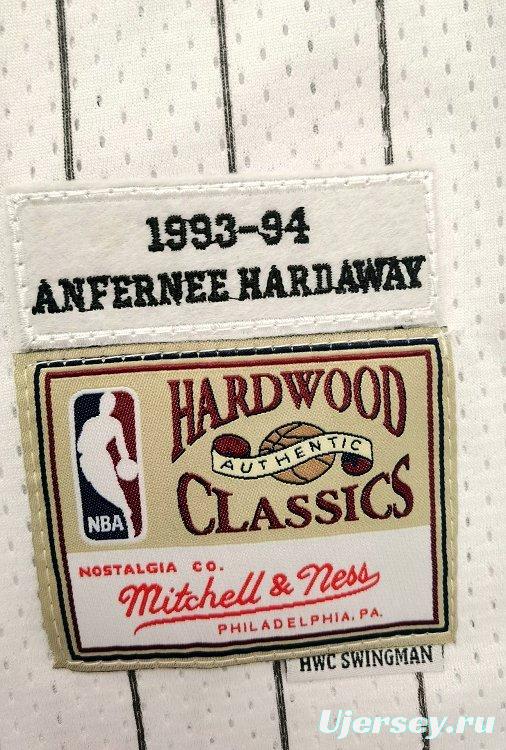 1993-94
ANFERNEE HARDAWAY
HARDWOOD
AUTHENTIC
CLASSICS
NBA
NOSTALGIA CO.
Mitchell & Ness
PHILADELPHIA, PA.
HWC SWINGMAN
Ujersey.ru